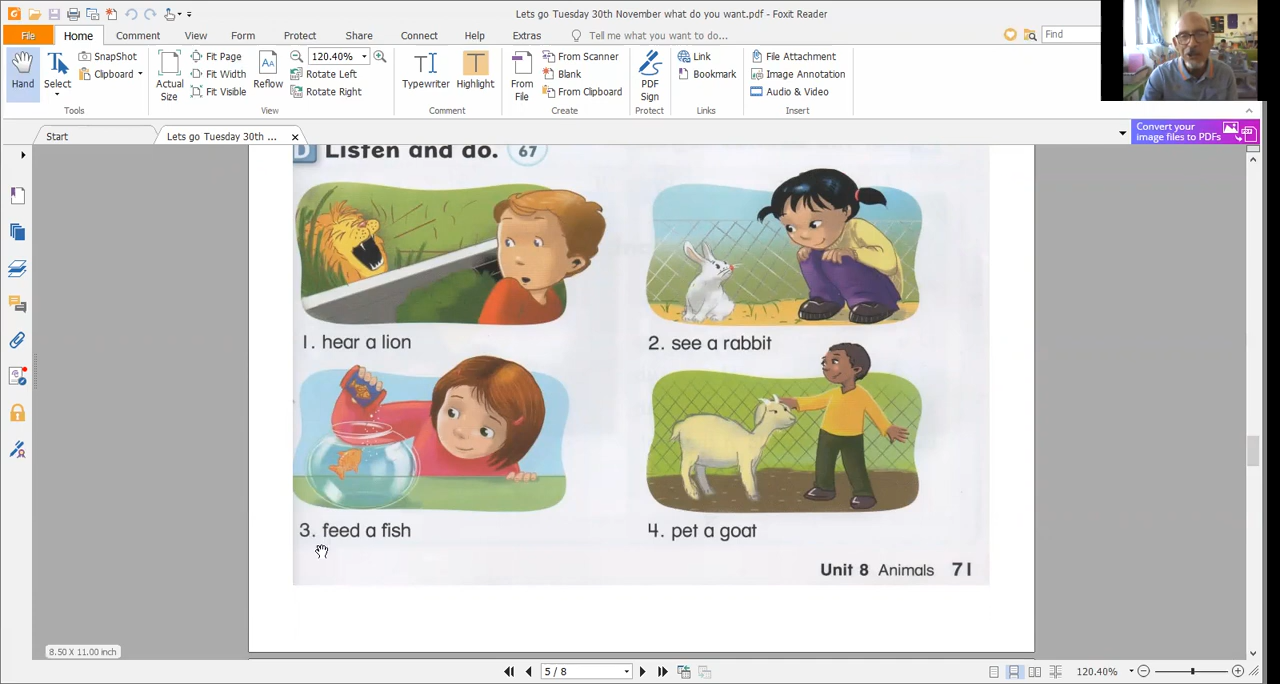 Lets go Tuesday 30th November what do you want.pdf - Foxit Reader
File Home Comment View Form Protect Share Connect Help Extras Tell me what you want to do... Find
Hand
Select
SnapShot
Clipboard
Tools
Actual Size
Fit Page
Fit Width
Fit Visible
Reflow
120.40%
Rotate Left
Rotate Right
View
Typewriter
Highlight
Comment
From File
From Scanner
Blank
From Clipboard
Create
PDF Sign
Protect
Link
Bookmark
Links
File Attachment
Image Annotation
Audio & Video
Insert
Start
Lets go Tuesday 30th ...
Convert your
image files to PDFs
D Listen and do. 67
1. hear a lion
2. see a rabbit
3. feed a fish
4. pet a goat
Unit 8 Animals 71
8.50 X 11.00 inch
5 / 8
120.40%